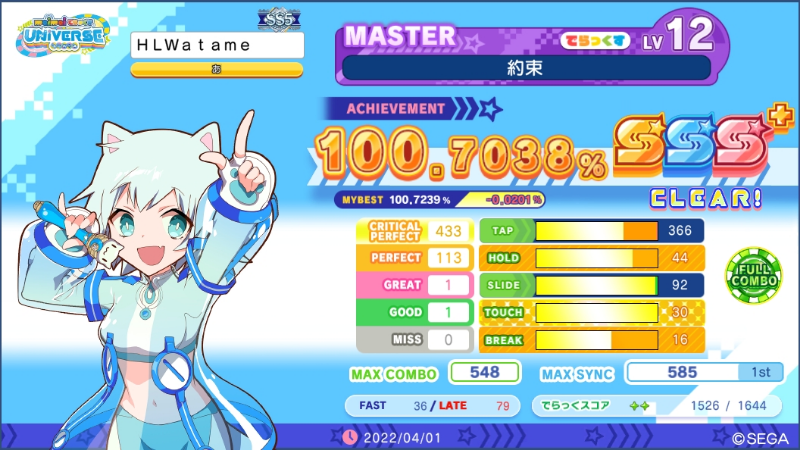 maimai でらっくす
UNiVERSE
SS5
HLWatame
あ
MASTER
でらっくす
LV 12
約束
ACHIEVEMENT
100.7038%
SSS+
MYBEST 100.7239% -0.0201%
CLEAR!
CRITICAL PERFECT 433
PERFECT 113
GREAT 1
GOOD 1
MISS 0
TAP 366
HOLD 44
SLIDE 92
TOUCH 30
BREAK 16
FULL COMBO
MAX COMBO 548
MAX SYNC 585 1st
FAST 36 / LATE 79
でらっくスコア 1526 / 1644
2022/04/01
©SEGA